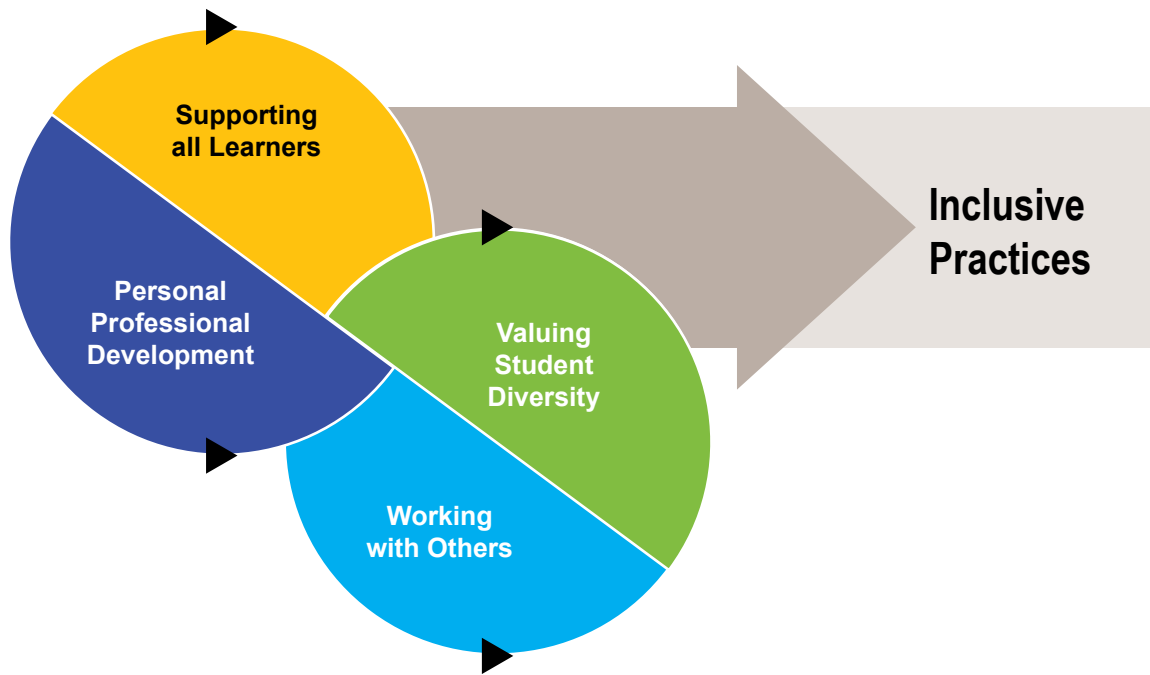 Supporting
all Learners
Personal
Professional
Development
Valuing
Student
Diversity
Working
with Others
Inclusive
Practices